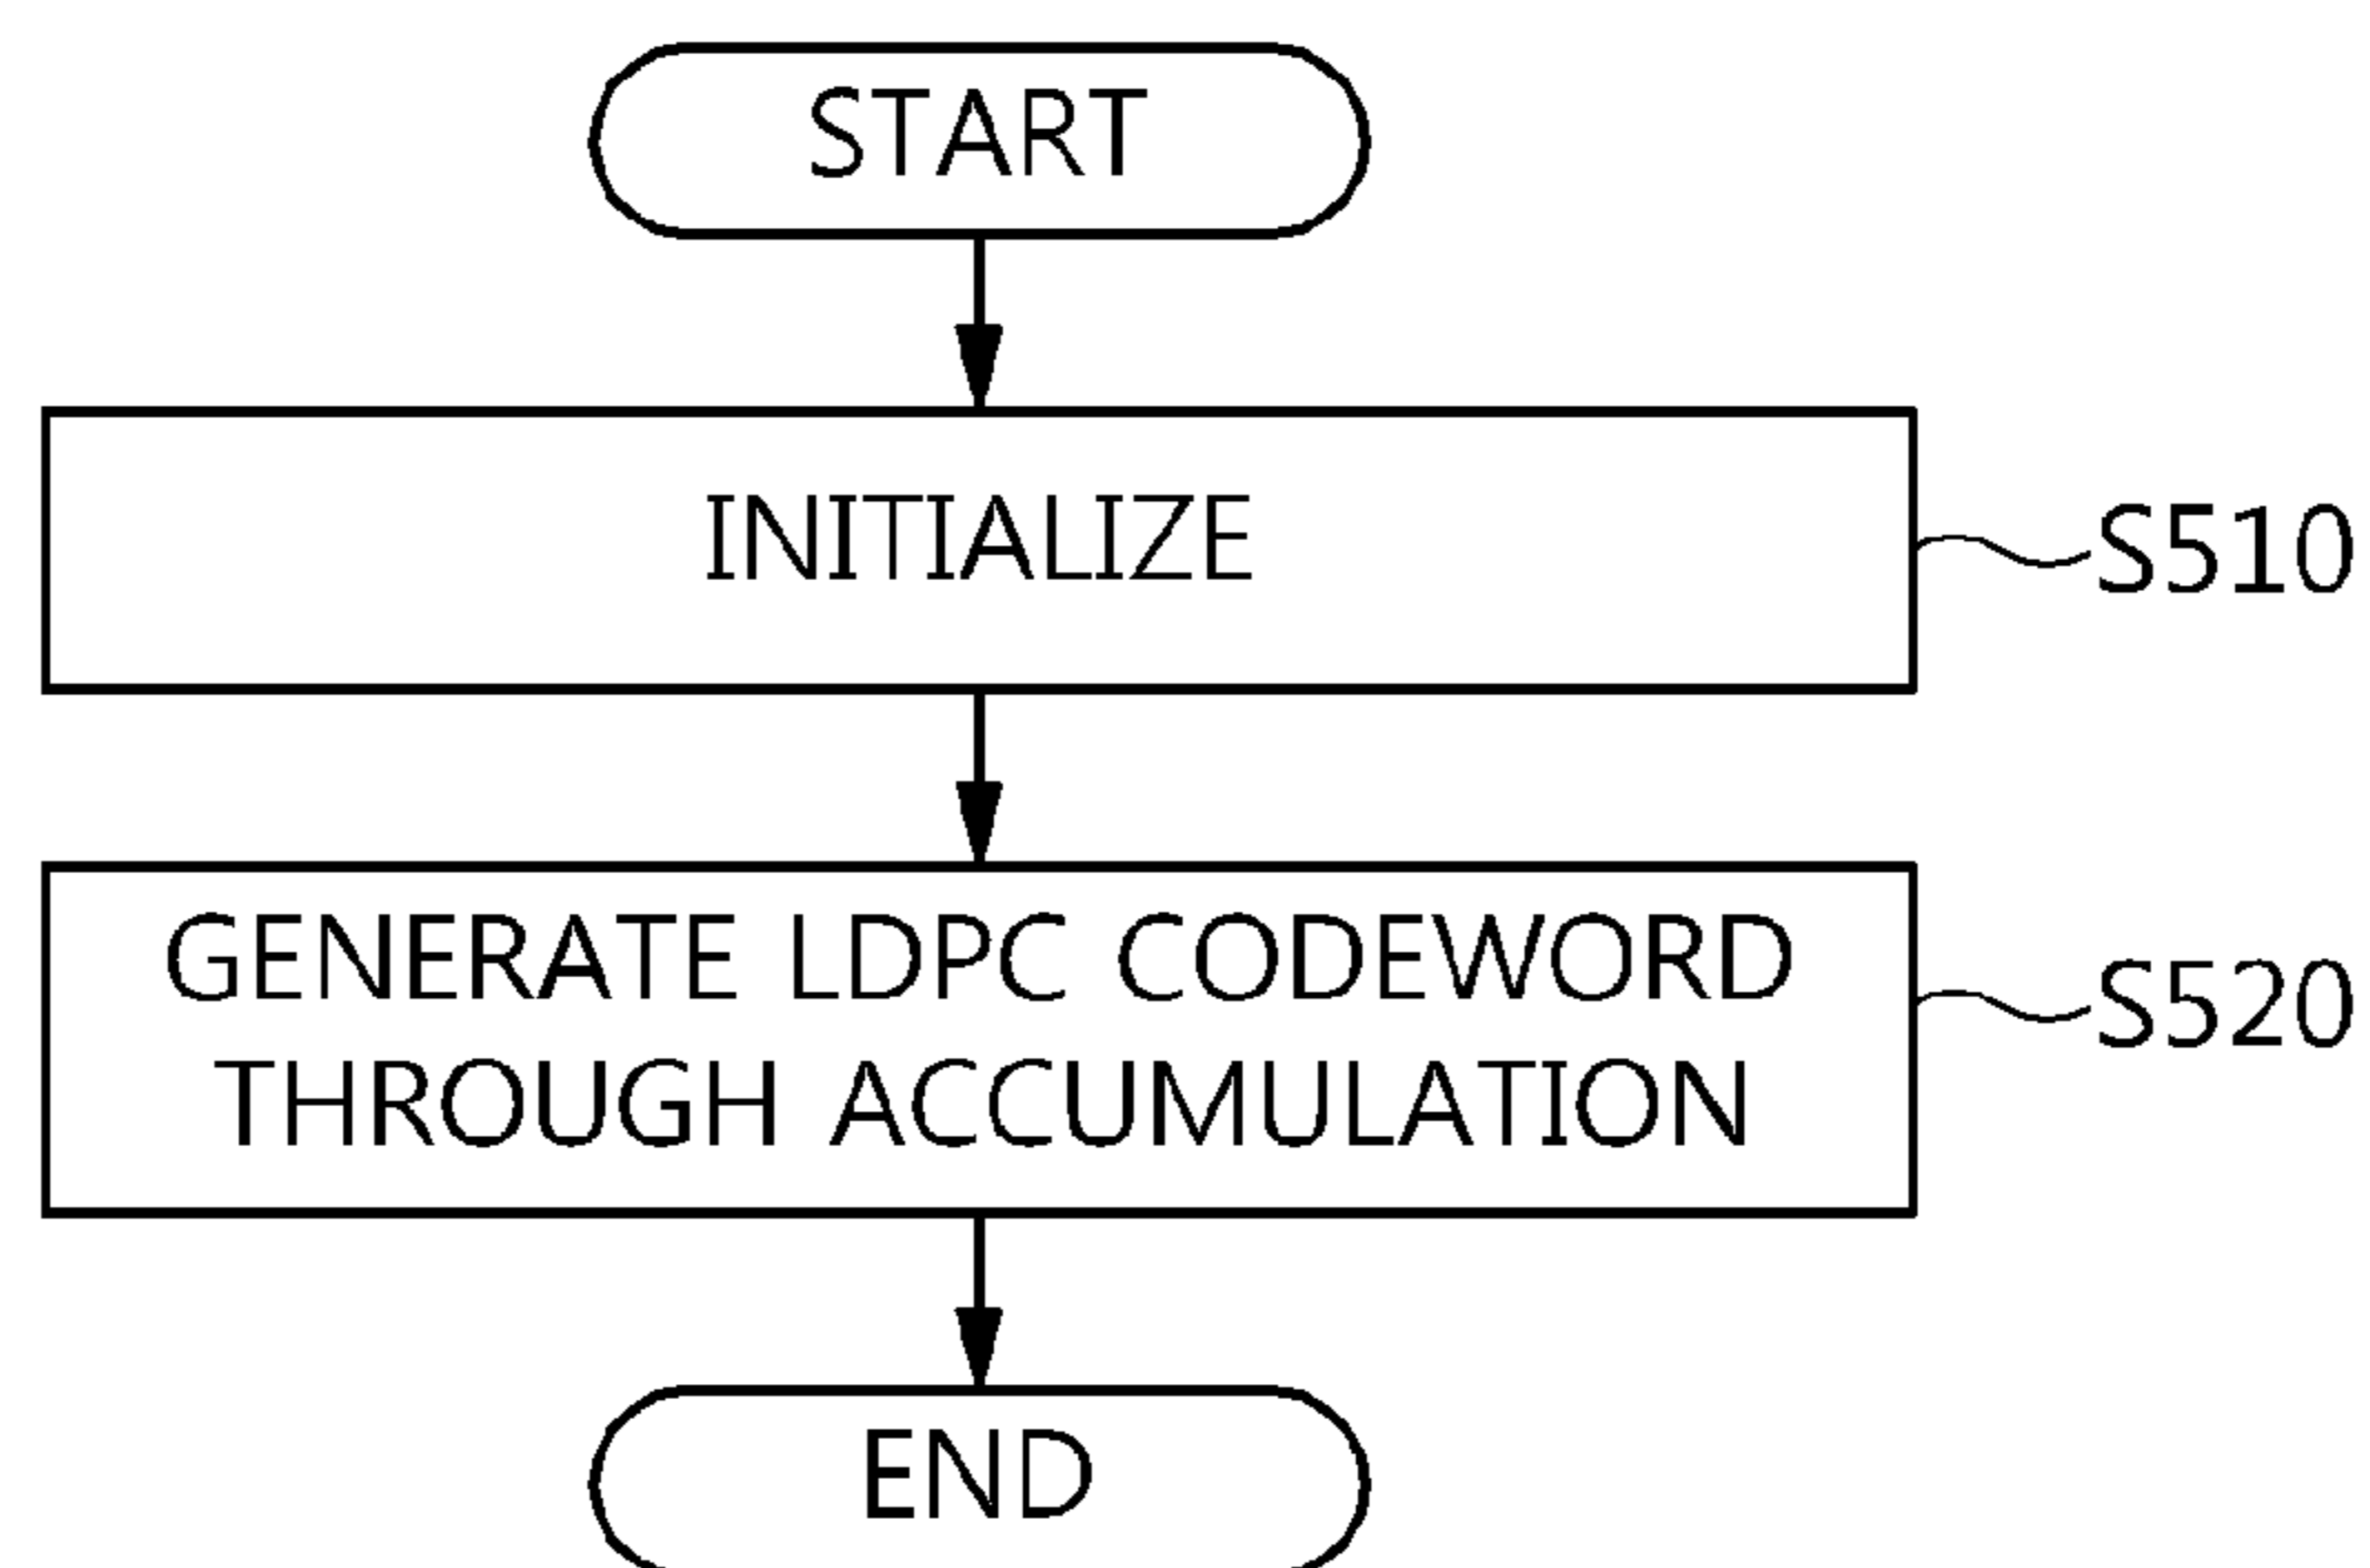 START
INITIALIZE
S510
GENERATE LDPC CODEWORD
THROUGH ACCUMULATION
S520
END